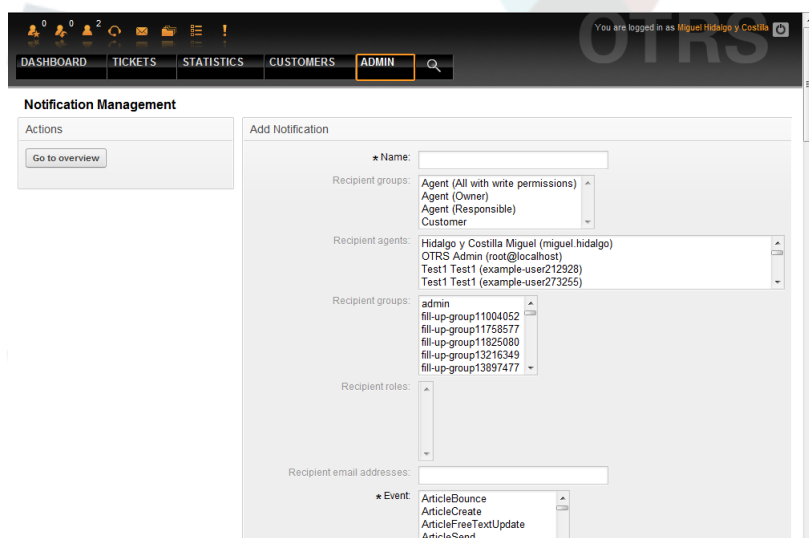 0 0 2 !
You are logged in as Miguel Hidalgo y Costilla
OTRS
DASHBOARD TICKETS STATISTICS CUSTOMERS ADMIN
Notification Management
Actions
Go to overview
Add Notification
★ Name:
Recipient groups:
Agent (All with write permissions)
Agent (Owner)
Agent (Responsible)
Customer
Recipient agents:
Hidalgo y Costilla Miguel (miguel.hidalgo)
OTRS Admin (root@localhost)
Test1 Test1 (example-user212928)
Test1 Test1 (example-user273255)
Recipient groups:
admin
fill-up-group11004052
fill-up-group11758577
fill-up-group11825080
fill-up-group13216349
fill-up-group13897477
Recipient roles:
Recipient email addresses:
★ Event:
ArticleBounce
ArticleCreate
ArticleFreeTextUpdate
ArticleSend